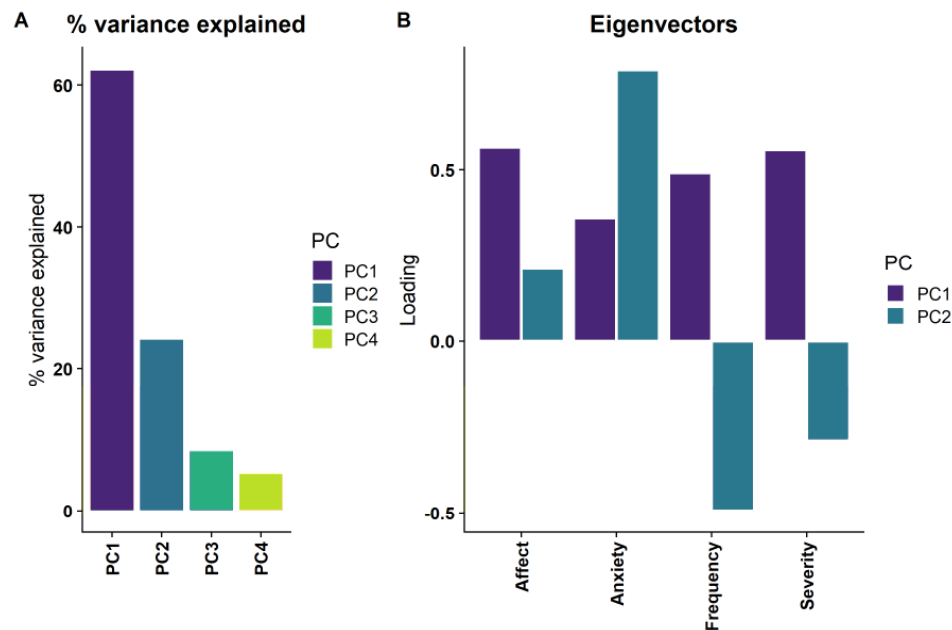 A % variance explained
% variance explained
60
40
20
0
PC1 PC2 PC3 PC4
PC
PC1
PC2
PC3
PC4
B Eigenvectors
Loading
0.5
0.0
-0.5
Affect Anxiety Frequency Severity
PC
PC1
PC2